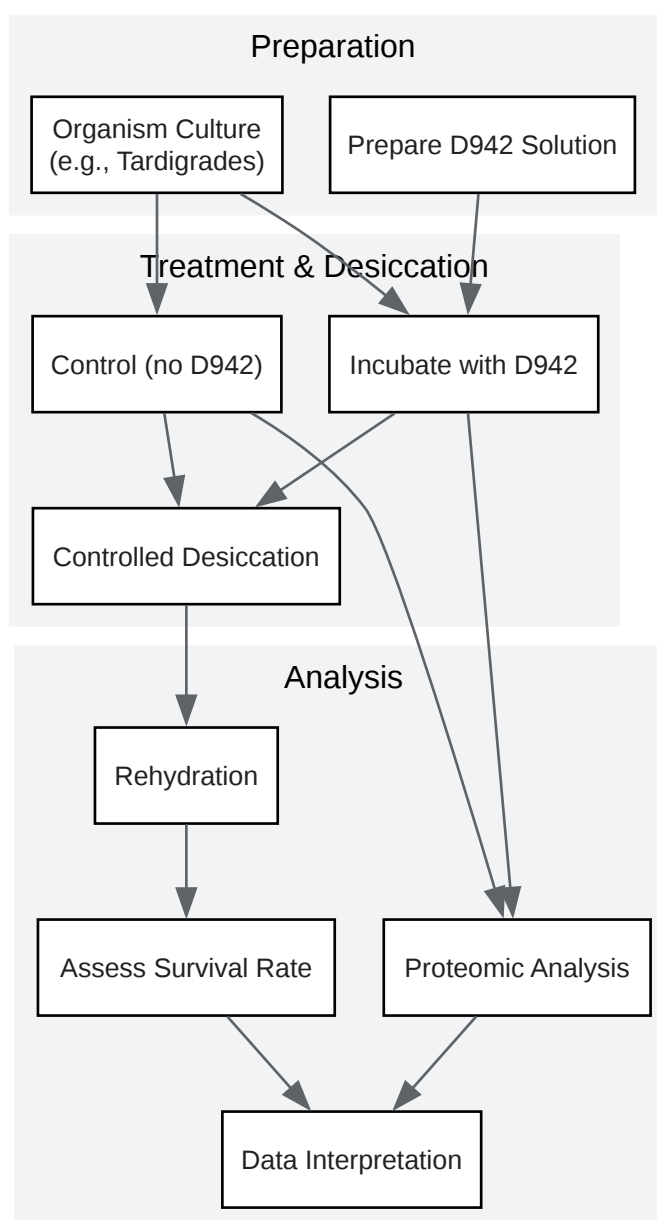 Preparation
Organism Culture
(e.g., Tardigrades)
Prepare D942 Solution
Treatment & Desiccation
Control (no D942)
Incubate with D942
Controlled Desiccation
Analysis
Rehydration
Assess Survival Rate
Proteomic Analysis
Data Interpretation